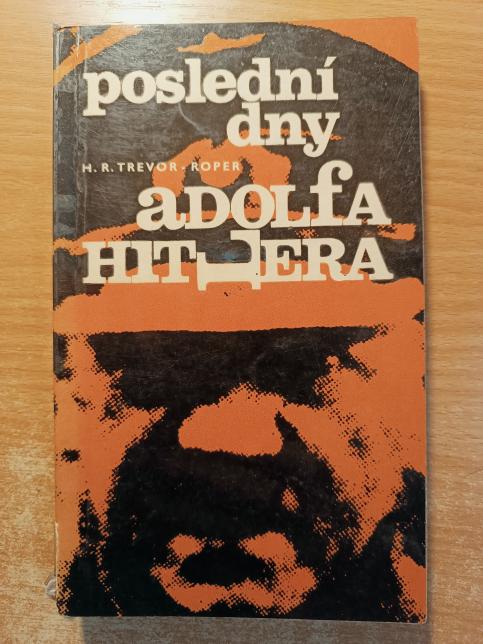 poslední
dny
H. R. TREVOR-ROPER
aDOLfA
HITLERA